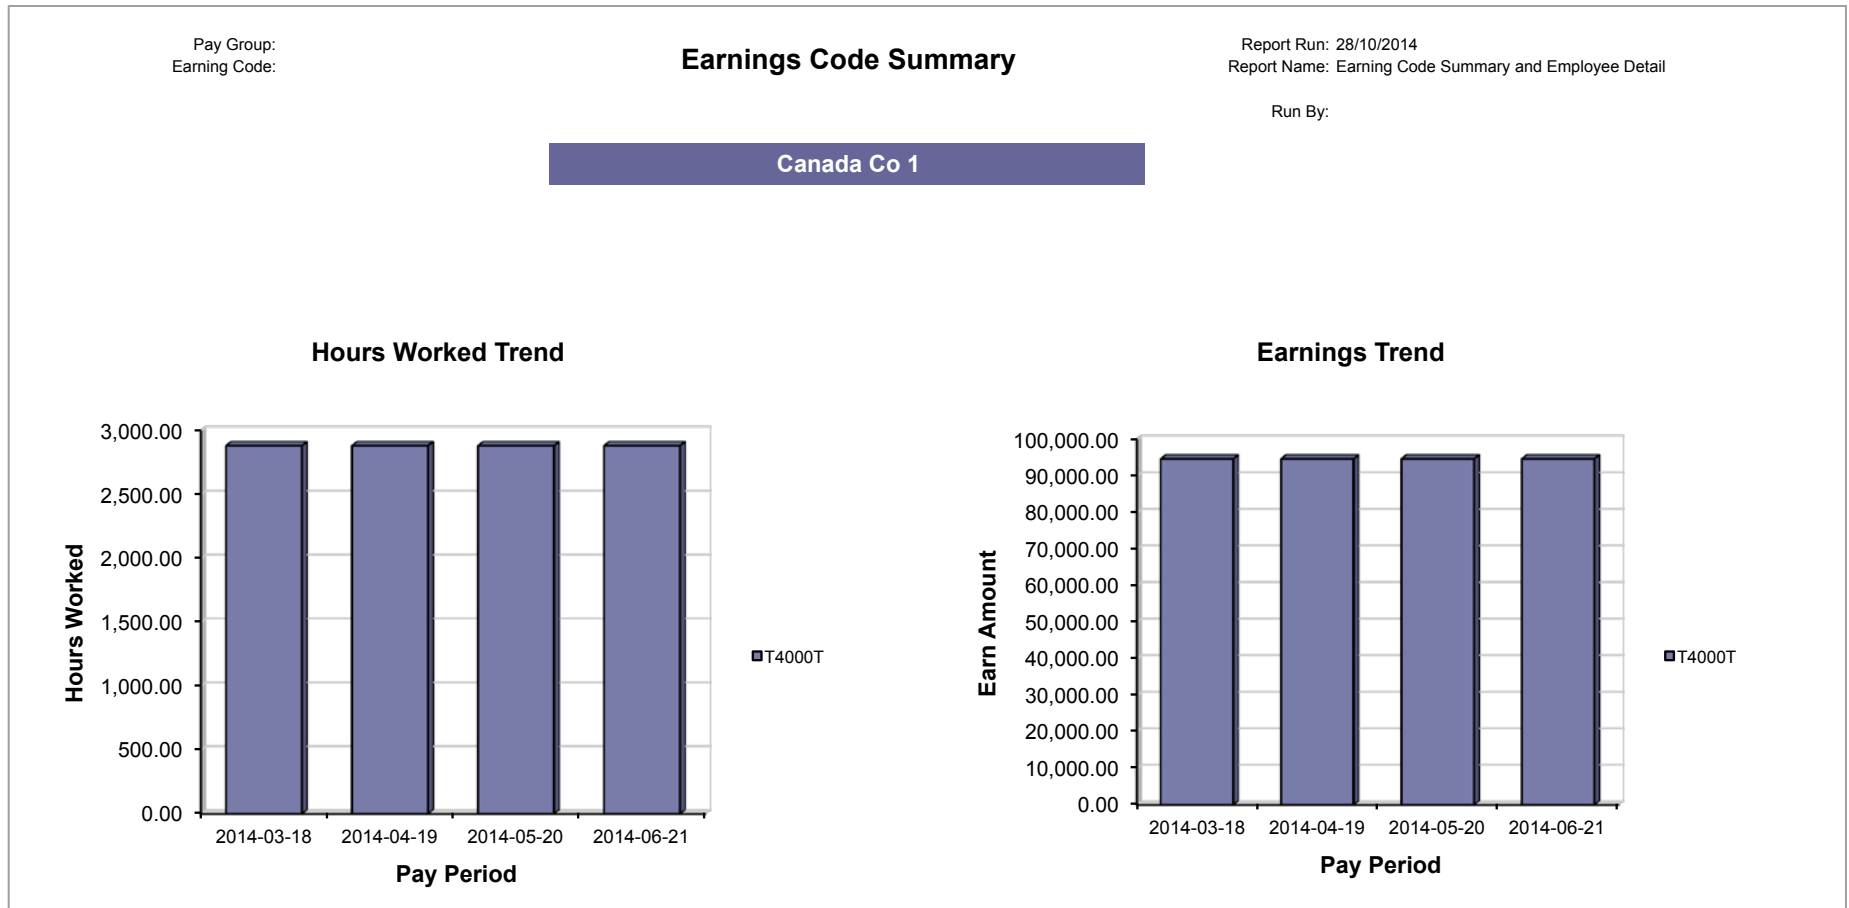 Pay Group:
Earning Code:
Earnings Code Summary
Report Run: 28/10/2014
Report Name: Earning Code Summary and Employee Detail
Run By:
Canada Co 1
Hours Worked Trend
3,000.00
2,500.00
2,000.00
1,500.00
1,000.00
500.00
0.00
Hours Worked
2014-03-18 2014-04-19 2014-05-20 2014-06-21
Pay Period
T4000T
Earnings Trend
100,000.00
90,000.00
80,000.00
70,000.00
60,000.00
50,000.00
40,000.00
30,000.00
20,000.00
10,000.00
0.00
Earn Amount
2014-03-18 2014-04-19 2014-05-20 2014-06-21
Pay Period
T4000T